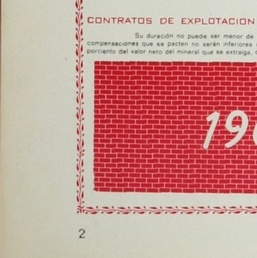 CONTRATOS DE EXPLOTACION
Su duración no puede ser menor de
compensaciones que se pacten no serán inferiores
porciento del valor neto del mineral que se extraiga,
196
2